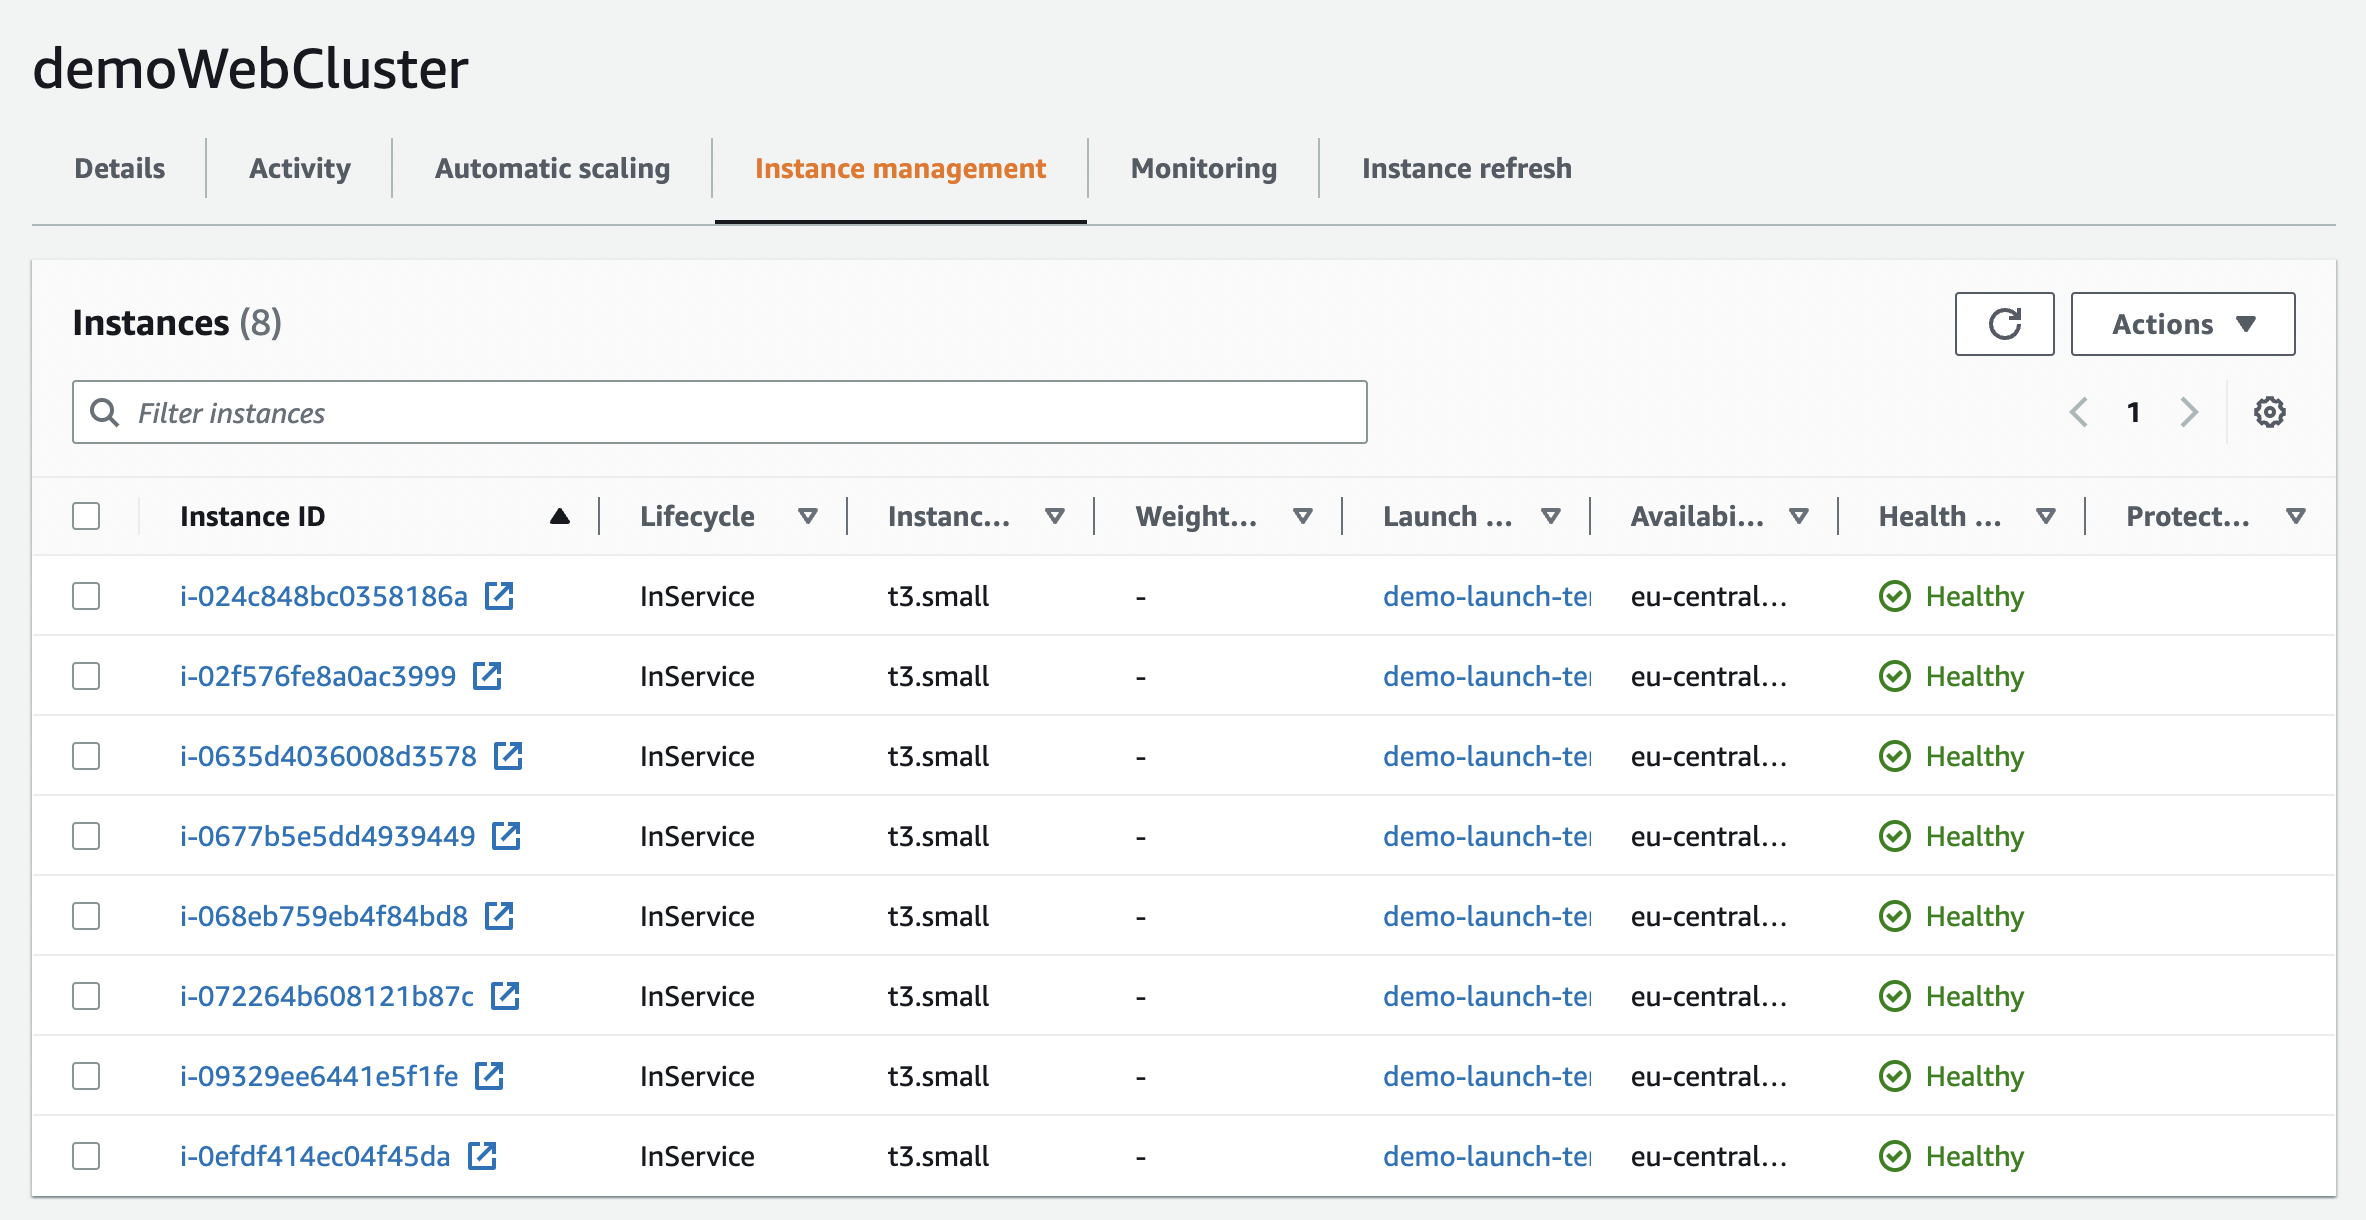 demoWebCluster
Details Activity Automatic scaling Instance management Monitoring Instance refresh
Instances (8)
Actions
Filter instances
1
Instance ID Lifecycle Instanc... Weight... Launch ... Availabi... Health ... Protect...
i-024c848bc0358186a InService t3.small - demo-launch-te eu-central... Healthy
i-02f576fe8a0ac3999 InService t3.small - demo-launch-te eu-central... Healthy
i-0635d4036008d3578 InService t3.small - demo-launch-te eu-central... Healthy
i-0677b5e5dd4939449 InService t3.small - demo-launch-te eu-central... Healthy
i-068eb759eb4f84bd8 InService t3.small - demo-launch-te eu-central... Healthy
i-072264b608121b87c InService t3.small - demo-launch-te eu-central... Healthy
i-09329ee6441e5f1fe InService t3.small - demo-launch-te eu-central... Healthy
i-0efdf414ec04f45da InService t3.small - demo-launch-te eu-central... Healthy